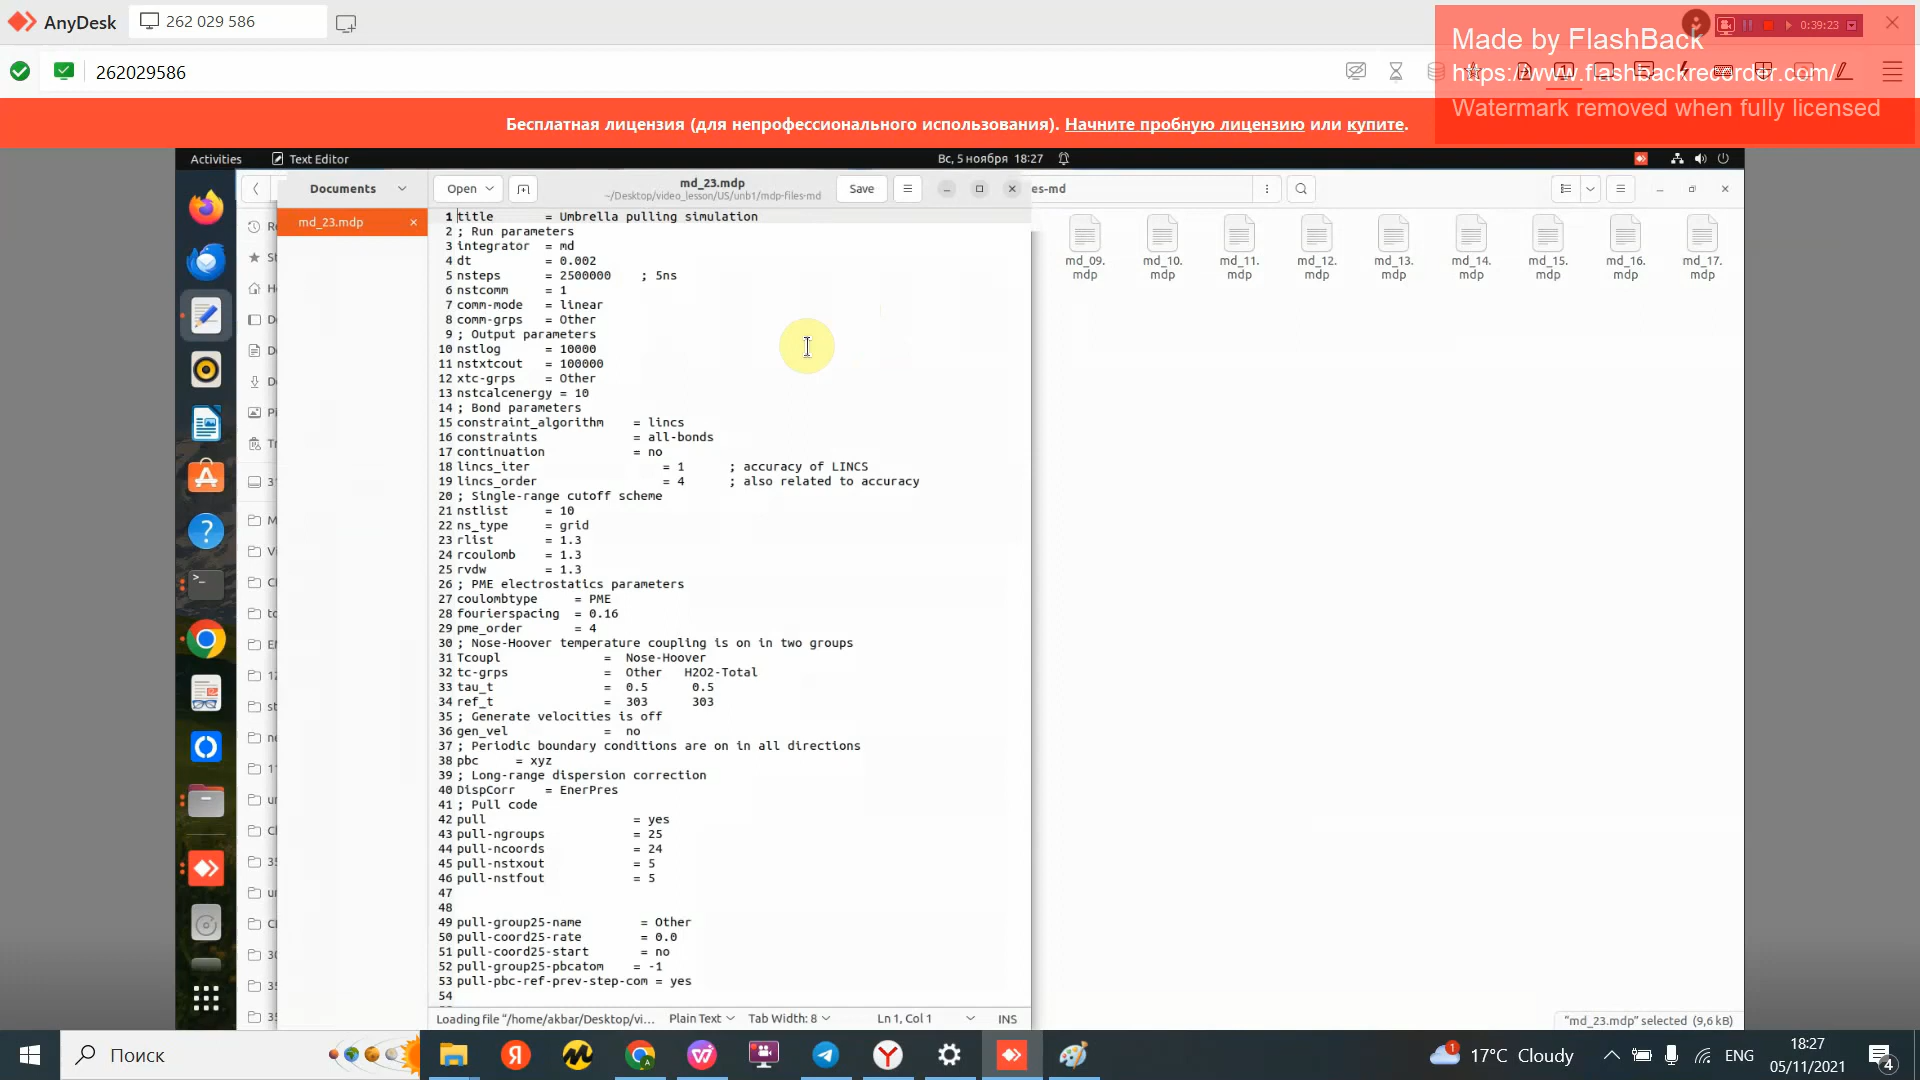 AnyDesk
262 029 586
0:39:23
Made by FlashBack
https://www.flashbackrecorder.com/
Watermark removed when fully licensed
262029586
Бесплатная лицензия (для непрофессионального использования). Начните пробную лицензию или купите.
Activities
Text Editor
Вс, 5 ноября 18:27
Documents
Open
md_23.mdp
~/Desktop/video_lesson/US/unb1/mdp-files-md
Save
es-md
md_23.mdp
1 title = Umbrella pulling simulation
2 ; Run parameters
3 integrator = md
4 dt = 0.002
5 nsteps = 2500000 ; 5ns
6 nstcomm = 1
7 comm-mode = linear
8 comm-grps = Other
9 ; Output parameters
10 nstlog = 10000
11 nstxtcout = 100000
12 xtc-grps = Other
13 nstcalcenergy = 10
14 ; Bond parameters
15 constraint_algorithm = lincs
16 constraints = all-bonds
17 continuation = no
18 lincs_iter = 1 ; accuracy of LINCS
19 lincs_order = 4 ; also related to accuracy
20 ; Single-range cutoff scheme
21 nstlist = 10
22 ns_type = grid
23 rlist = 1.3
24 rcoulomb = 1.3
25 rvdw = 1.3
26 ; PME electrostatics parameters
27 coulombtype = PME
28 fourierspacing = 0.16
29 pme_order = 4
30 ; Nose-Hoover temperature coupling is on in two groups
31 Tcoupl = Nose-Hoover
32 tc-grps = Other H2O2-Total
33 tau_t = 0.5 0.5
34 ref_t = 303 303
35 ; Generate velocities is off
36 gen_vel = no
37 ; Periodic boundary conditions are on in all directions
38 pbc = xyz
39 ; Long-range dispersion correction
40 DispCorr = EnerPres
41 ; Pull code
42 pull = yes
43 pull-ngroups = 25
44 pull-ncoords = 24
45 pull-nstxout = 5
46 pull-nstfout = 5
47
48
49 pull-group25-name = Other
50 pull-coord25-rate = 0.0
51 pull-coord25-start = no
52 pull-group25-pbcatom = -1
53 pull-pbc-ref-prev-step-com = yes
54
md_09.mdp
md_10.mdp
md_11.mdp
md_12.mdp
md_13.mdp
md_14.mdp
md_15.mdp
md_16.mdp
md_17.mdp
Loading file “/home/akbar/Desktop/vi...
Plain Text
Tab Width: 8
Ln 1, Col 1
INS
“md_23.mdp” selected (9,6 kB)
Поиск
17°C Cloudy
ENG
18:27
05/11/2021
4